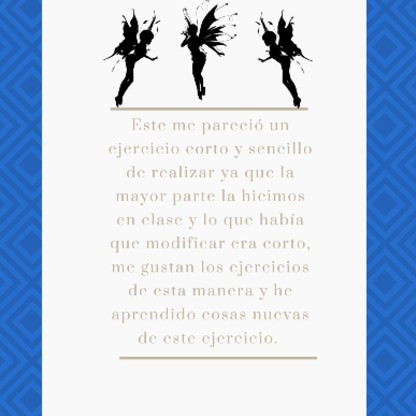 Este me pareció un
ejercicio corto y sencillo
de realizar ya que la
mayor parte la hicimos
en clase y lo que había
que modificar era corto,
me gustan los ejercicios
de esta manera y he
aprendido cosas nuevas
de este ejercicio.